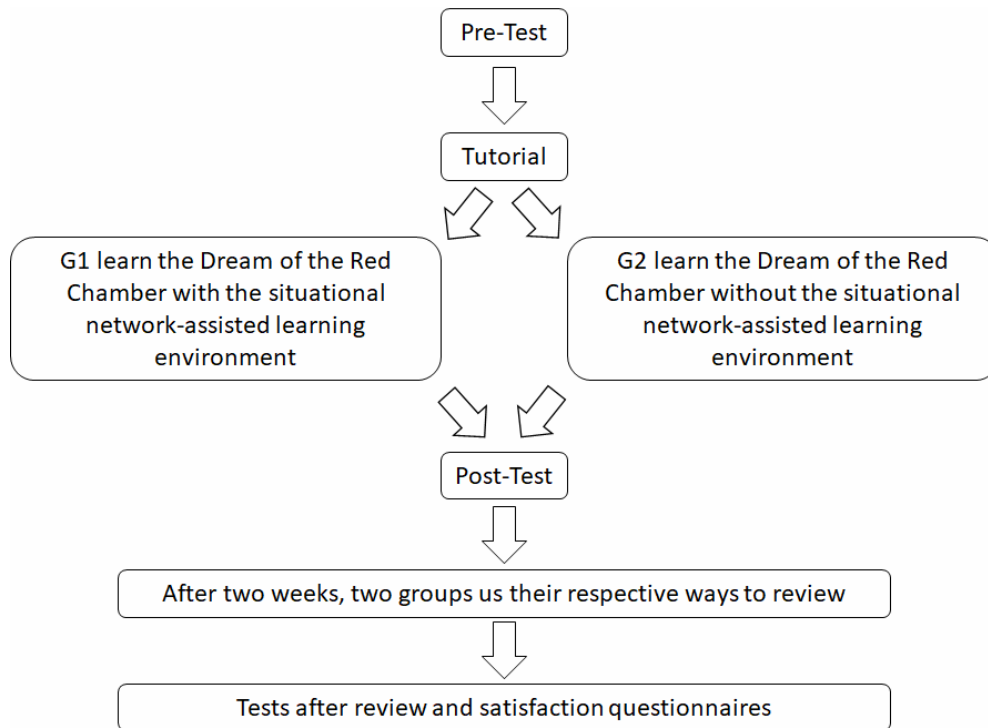 Pre-Test
Tutorial
G1 learn the Dream of the Red
Chamber with the situational
network-assisted learning
environment
G2 learn the Dream of the Red
Chamber without the situational
network-assisted learning
environment
Post-Test
After two weeks, two groups us their respective ways to review
Tests after review and satisfaction questionnaires